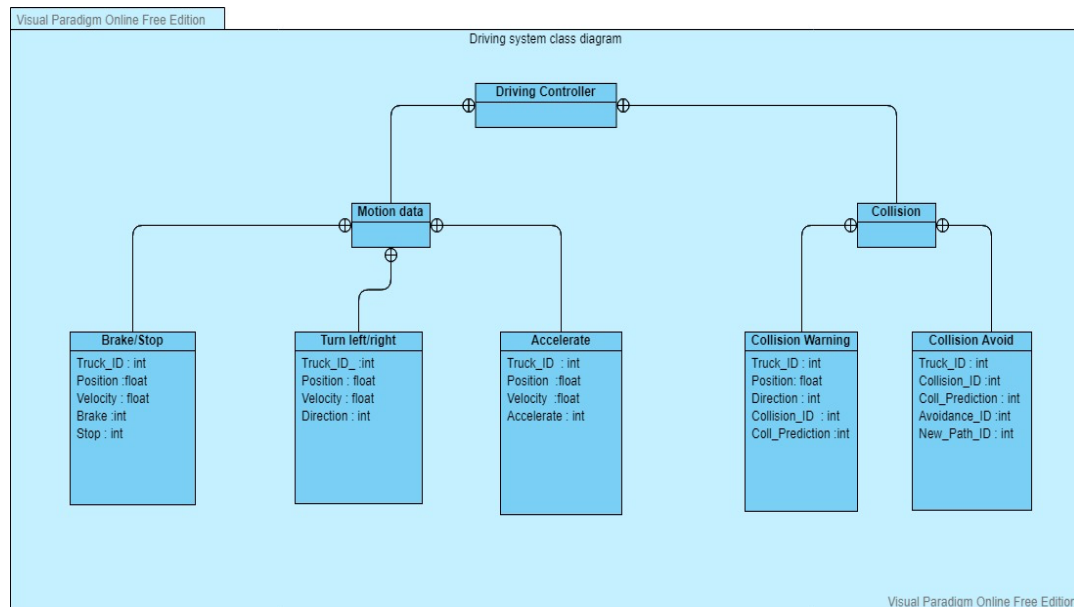 Visual Paradigm Online Free Edition
Driving system class diagram
Driving Controller
Motion data
Collision
Brake/Stop
Truck_ID : int
Position :float
Velocity : float
Brake :int
Stop : int
Turn left/right
Truck_ID_ :int
Position : float
Velocity : float
Direction : int
Accelerate
Truck_ID : int
Position :float
Velocity :float
Accelerate : int
Collision Warning
Truck_ID : int
Position: float
Direction : int
Collision_ID : int
Coll_Prediction :int
Collision Avoid
Truck_ID : int
Collision_ID :int
Coll_Prediction : int
Avoidance_ID :int
New_Path_ID : int
Visual Paradigm Online Free Edition